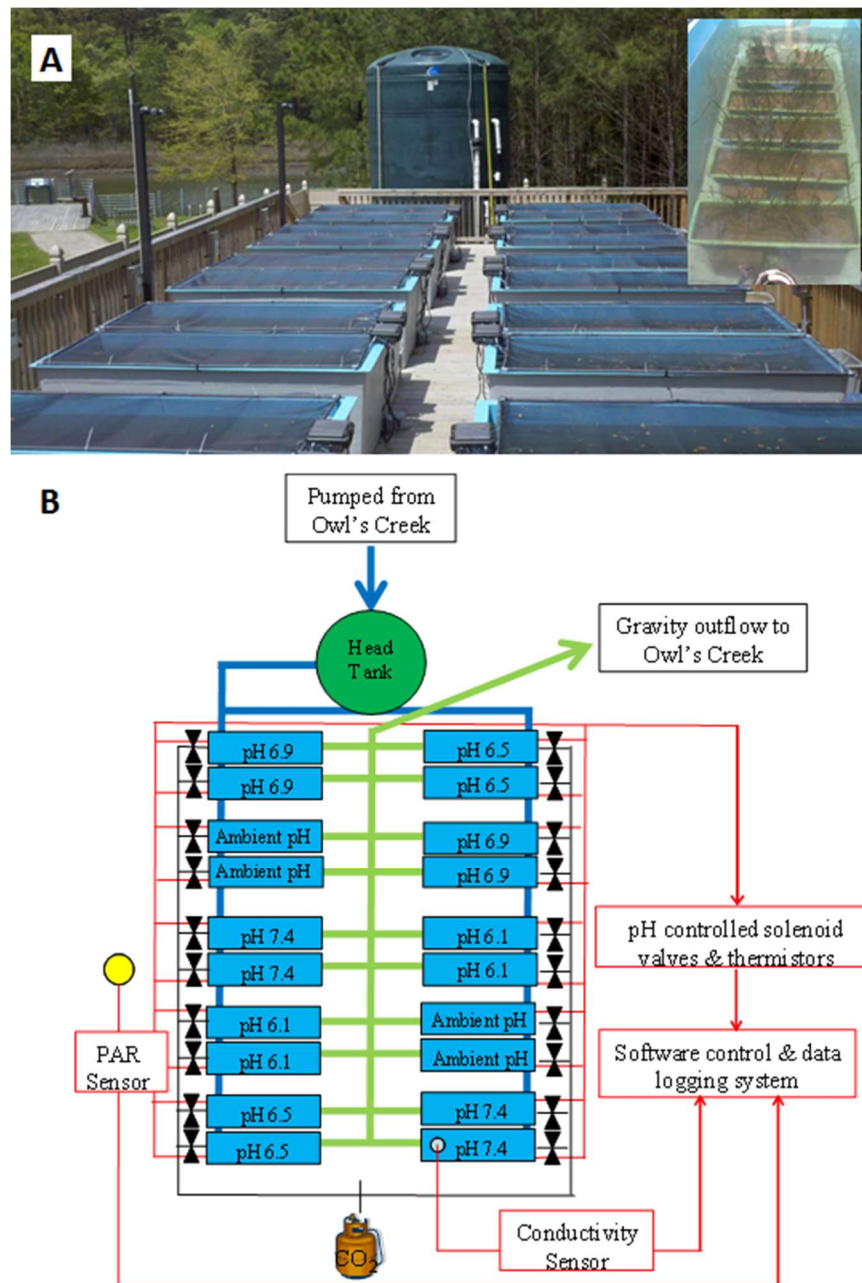 A
B
Pumped from
Owl's Creek
Head
Tank
Gravity outflow to
Owl's Creek
pH 6.9
pH 6.5
pH 6.9
pH 6.5
Ambient pH
pH 6.9
Ambient pH
pH 6.9
pH 7.4
pH 6.1
pH 7.4
pH 6.1
pH 6.1
Ambient pH
pH 6.1
Ambient pH
pH 6.5
pH 7.4
pH 6.5
pH 7.4
pH controlled solenoid
valves & thermistors
PAR
Sensor
Software control & data
logging system
Conductivity
Sensor
CO2